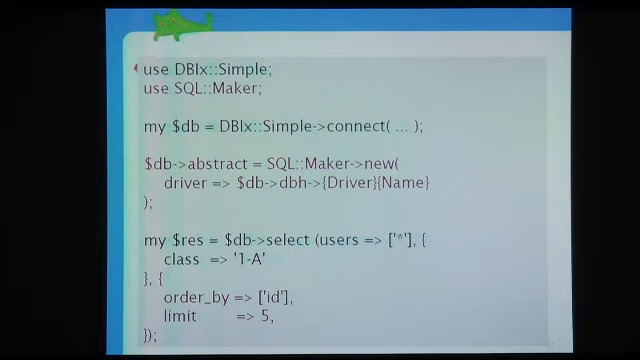 use DBIx::Simple;
use SQL::Maker;
my $db = DBIx::Simple->connect( ... );
$db->abstract = SQL::Maker->new(
driver => $db->dbh->{Driver}{Name}
);
my $res = $db->select (users => ['*'], {
class => '1-A'
}, {
order_by => ['id'],
limit => 5,
});